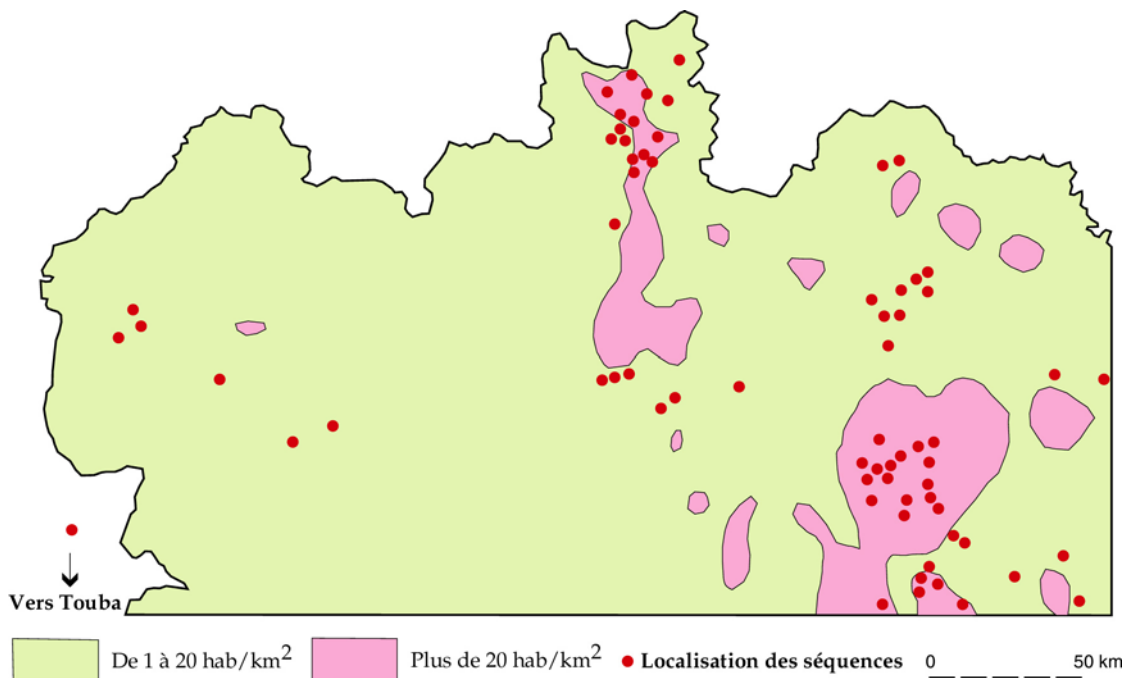 Vers Touba
De 1 à 20 hab/km²
Plus de 20 hab/km²
Localisation des séquences
0
50 km